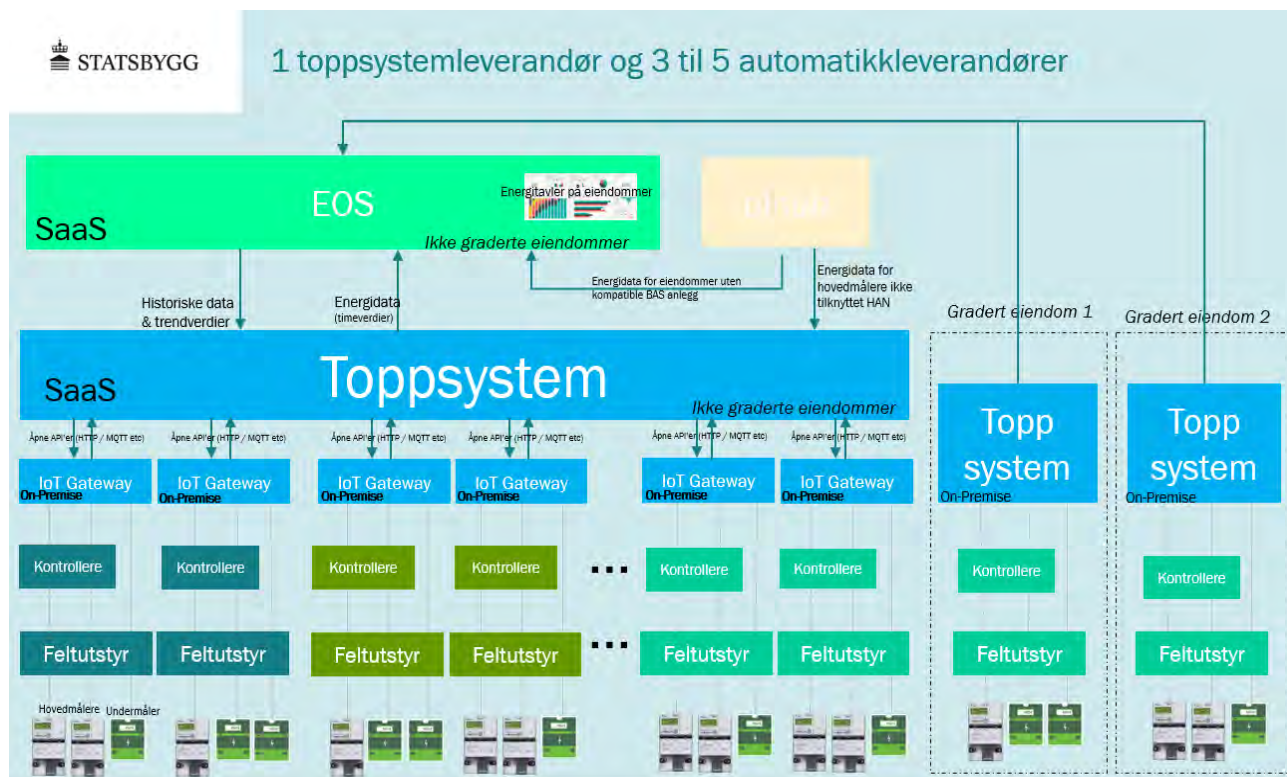 STATSBYGG
1 toppsystemleverandør og 3 til 5 automatikkleverandører
EOS
Energitavler på eiendommer
SaaS
Ikke graderte eiendommer
Historiske data
& trendverdier
Energidata
(timeverdier)
Energidata for eiendommer uten
kompatible BAS anlegg
Energidata for
hovedmålere ikke
tilknyttet HAN
Gradert eiendom 1
Gradert eiendom 2
Toppsystem
SaaS
Ikke graderte eiendommer
Åpne API'er (HTTP / MQTT etc)
Åpne API'er (HTTP / MQTT etc)
Åpne API'er (HTTP / MQTT etc)
Åpne API'er (HTTP / MQTT etc)
Åpne API'er (HTTP / MQTT etc)
Åpne API'er (HTTP / MQTT etc)
IoT Gateway
On-Premise
IoT Gateway
On-Premise
IoT Gateway
On-Premise
IoT Gateway
On-Premise
IoT Gateway
On-Premise
IoT Gateway
On-Premise
Topp
system
On-Premise
Topp
system
On-Premise
Kontrollere
Kontrollere
Kontrollere
Kontrollere
...
Kontrollere
Kontrollere
Kontrollere
Kontrollere
Feltutstyr
Feltutstyr
Feltutstyr
Feltutstyr
...
Feltutstyr
Feltutstyr
Feltutstyr
Feltutstyr
Hovedmålere
Undermåler